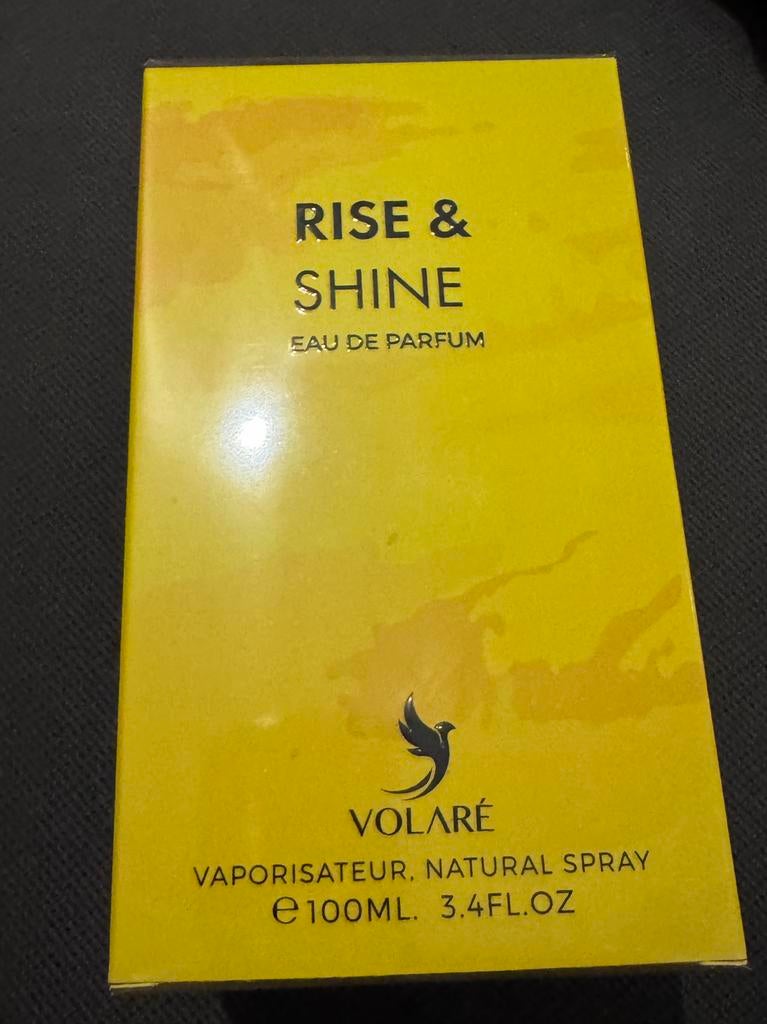 RISE &
SHINE
EAU DE PARFUM
VOLARÉ
VAPORISATEUR, NATURAL SPRAY
℮100ML. 3.4FL.OZ